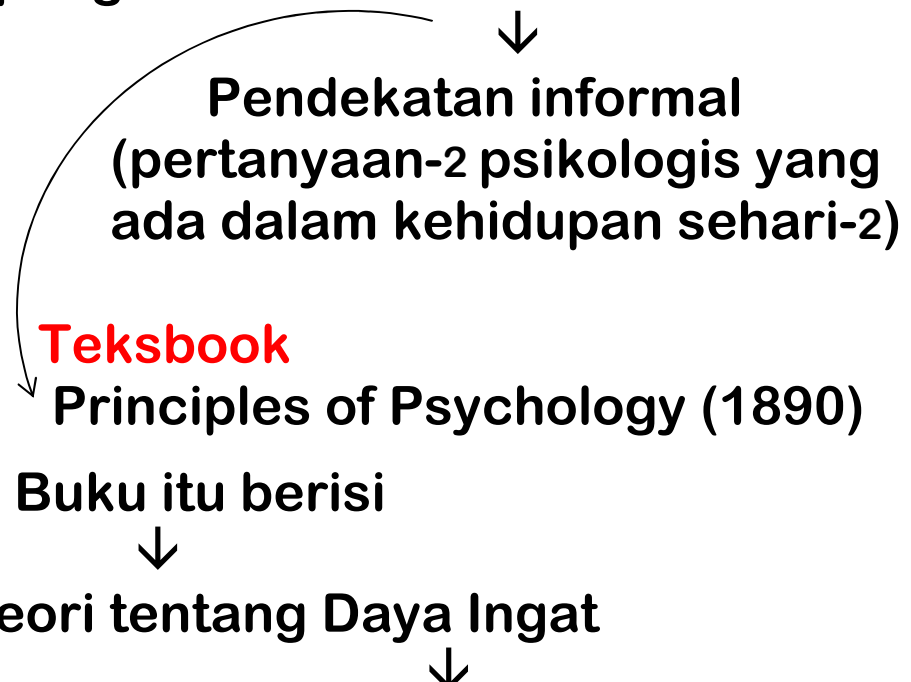 Pendekatan informal
(pertanyaan-2 psikologis yang
ada dalam kehidupan sehari-2)
Teksbook
Principles of Psychology (1890)
Buku itu berisi
eori tentang Daya Ingat